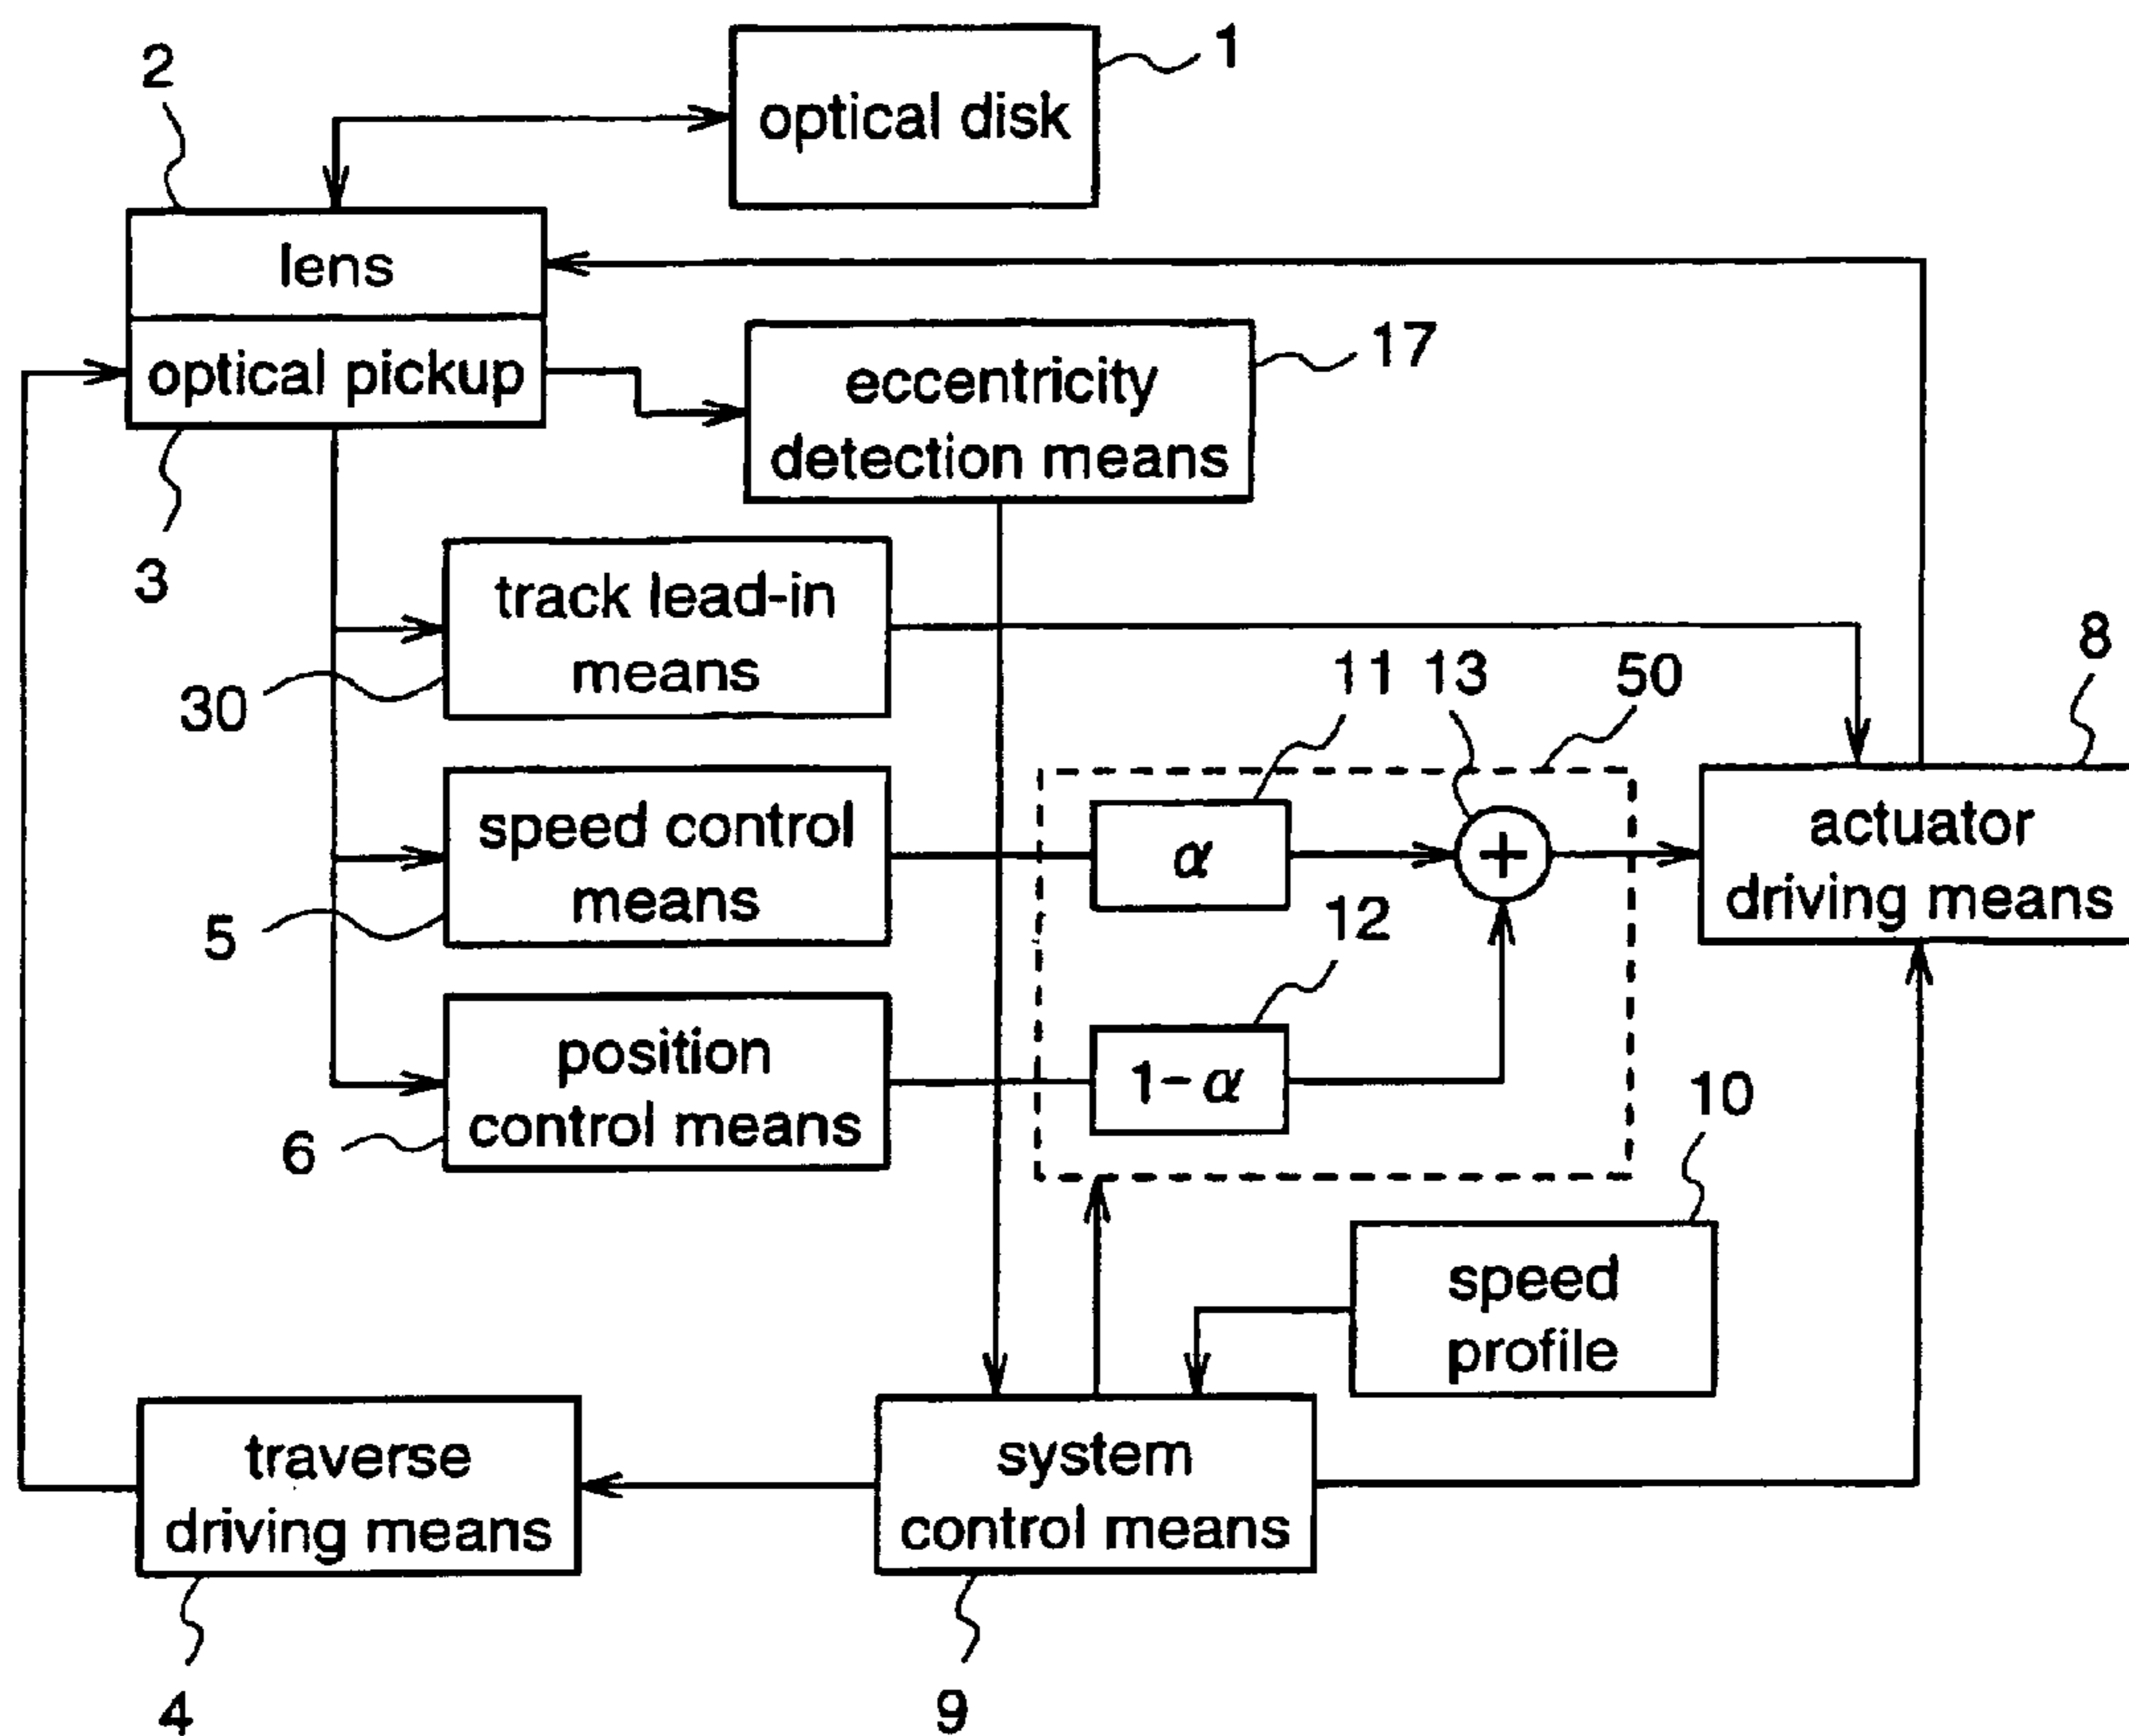 1
optical disk
2
lens
optical pickup
3
17
eccentricity
detection means
track lead-in
means
30
11
13
50
8
speed control
means
5
α
+
actuator
driving means
12
position
control means
6
1-α
10
speed
profile
traverse
driving means
4
system
control means
9